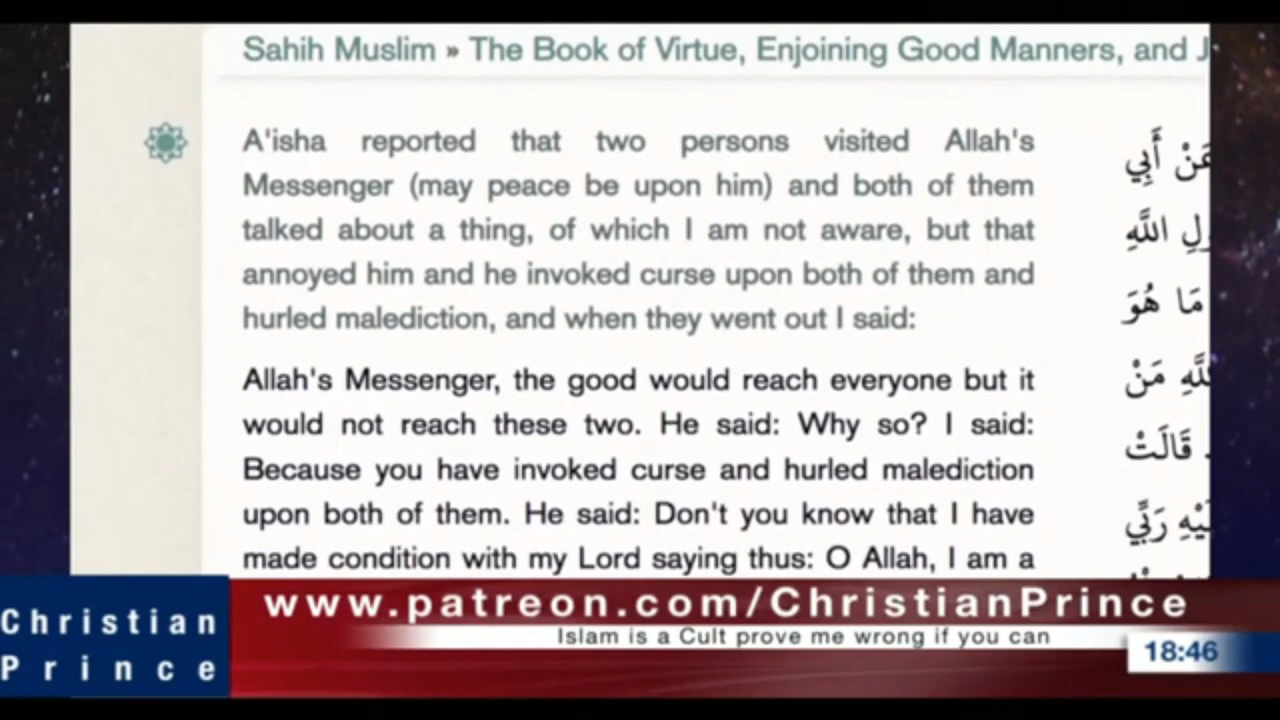 Sahih Muslim » The Book of Virtue, Enjoining Good Manners, and J
A'isha reported that two persons visited Allah's
Messenger (may peace be upon him) and both of them
talked about a thing, of which I am not aware, but that
annoyed him and he invoked curse upon both of them and
hurled malediction, and when they went out I said:
Allah's Messenger, the good would reach everyone but it
would not reach these two. He said: Why so? I said:
Because you have invoked curse and hurled malediction
upon both of them. He said: Don't you know that I have
made condition with my Lord saying thus: O Allah, I am a
عَنْ أَبِي
اللَّهِ
مَا هُوَ
مَنْ
قَالَتْ
رَبِّي
www.patreon.com/ChristianPrince
Islam is a Cult prove me wrong if you can
Christian
Prince
18:46